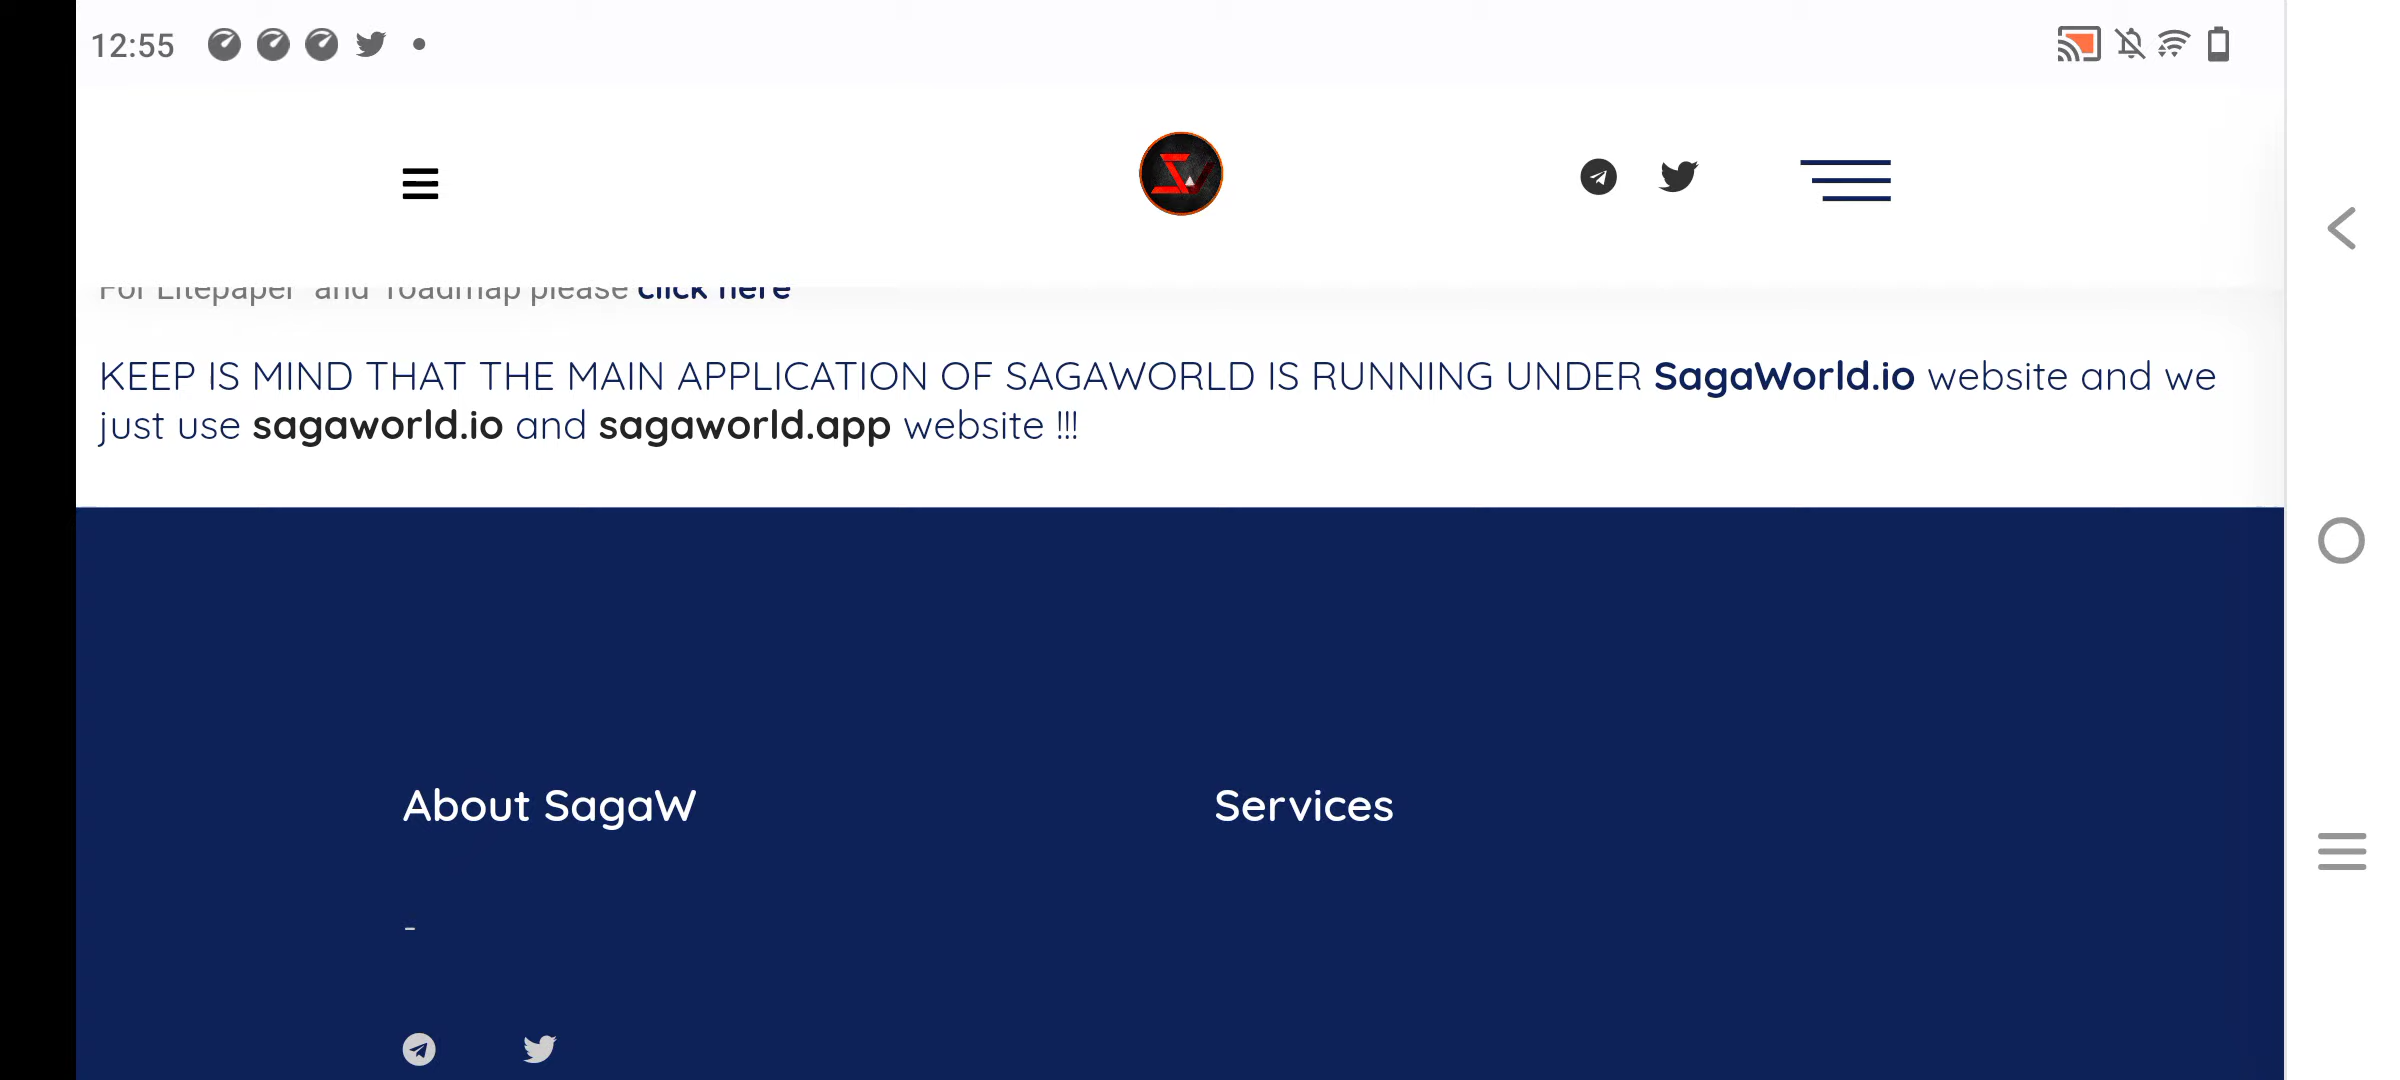 12:55
For Litepaper and roadmap please click here
KEEP IS MIND THAT THE MAIN APPLICATION OF SAGAWORLD IS RUNNING UNDER SagaWorld.io website and we
just use sagaworld.io and sagaworld.app website !!!
About SagaW
Services
-